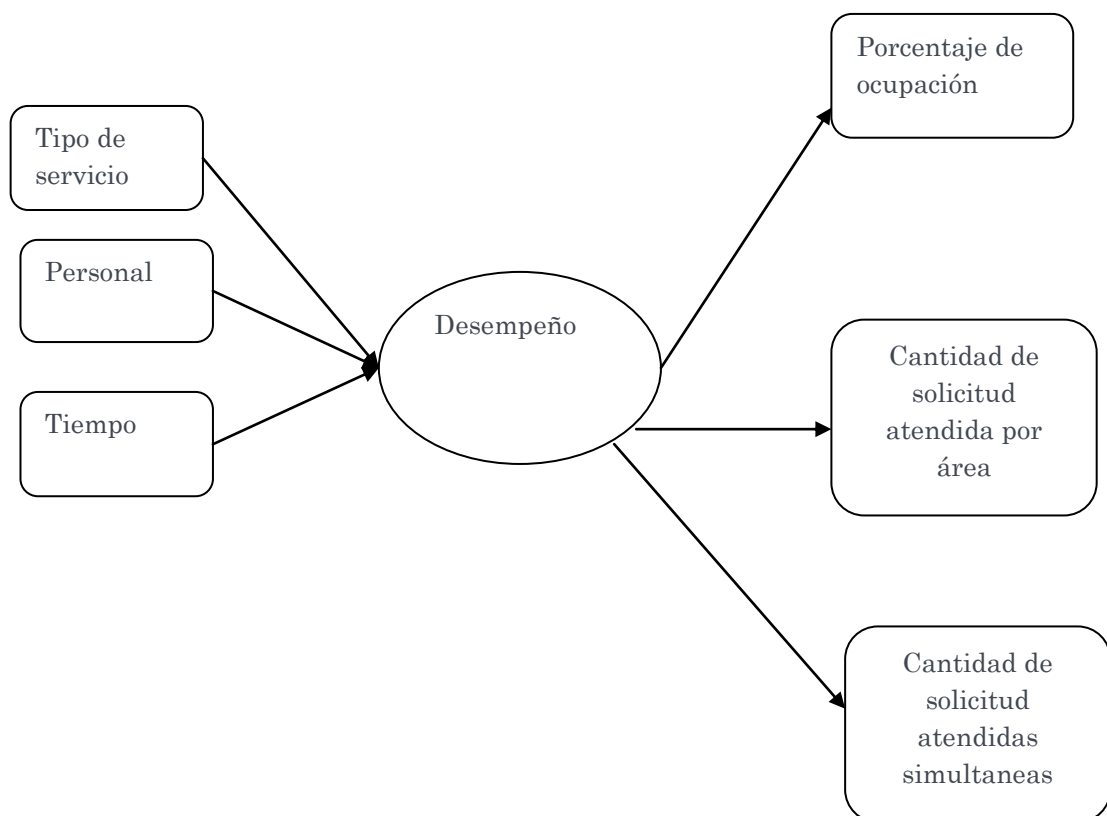 Tipo de
servicio
Personal
Tiempo
Desempeño
Porcentaje de
ocupación
Cantidad de
solicitud
atendida por
área
Cantidad de
solicitud
atendidas
simultaneas